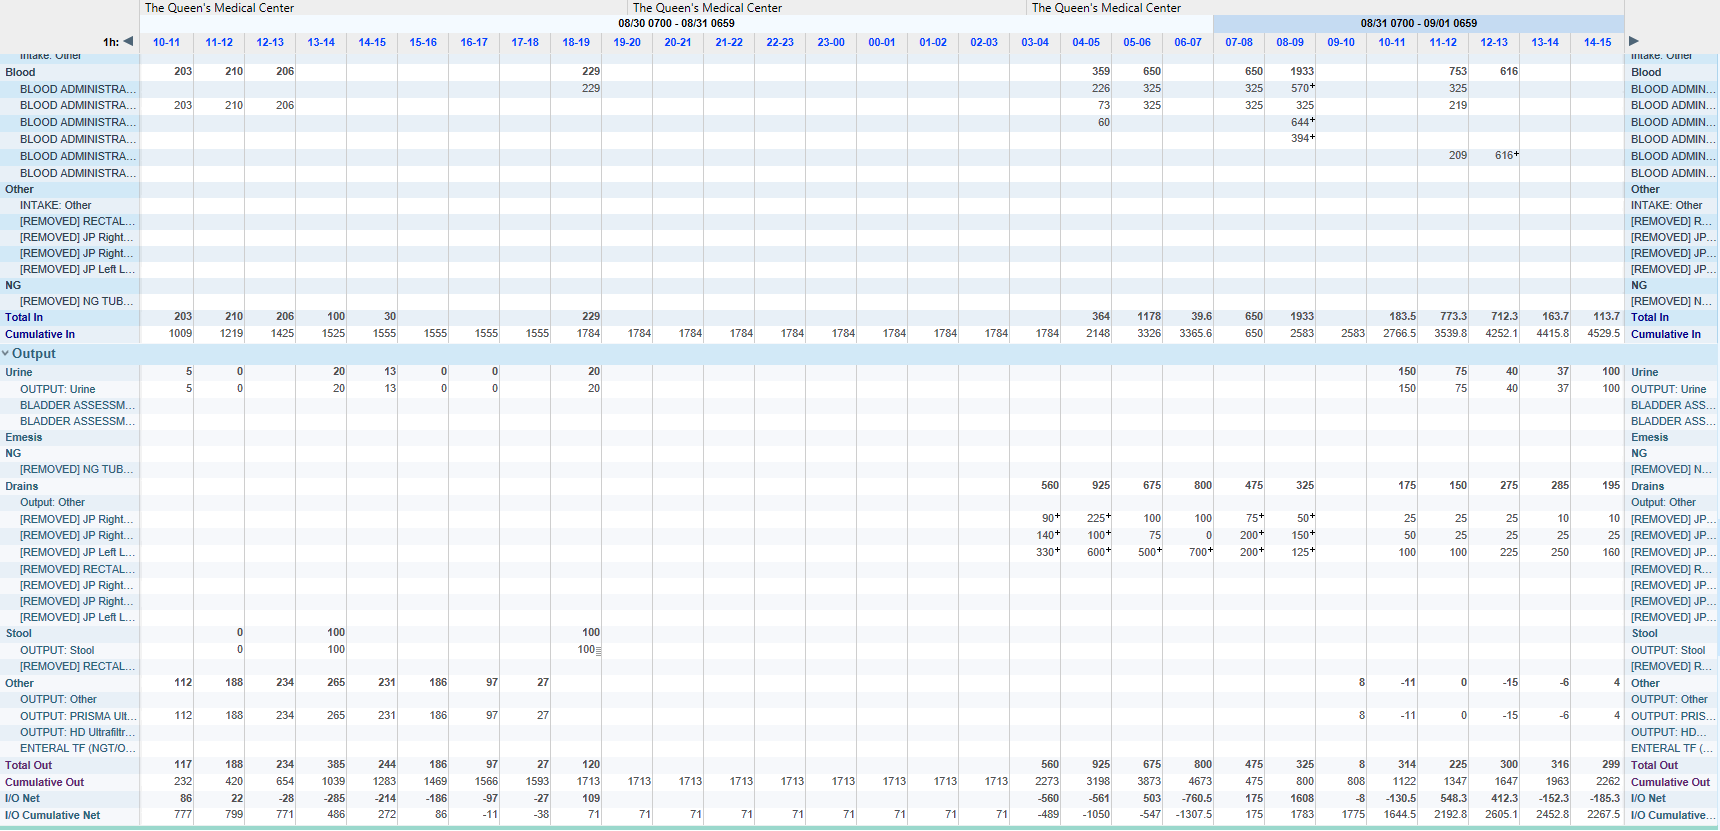 The Queen's Medical Center The Queen's Medical Center The Queen's Medical Center
08/30 0700 - 08/31 0659 08/31 0700 - 09/01 0659
1h: 10-11 11-12 12-13 13-14 14-15 15-16 16-17 17-18 18-19 19-20 20-21 21-22 22-23 23-00 00-01 01-02 02-03 03-04 04-05 05-06 06-07 07-08 08-09 09-10 10-11 11-12 12-13 13-14 14-15
Intake: Other Intake: Other
Blood 203 210 206 229 359 650 650 1933 753 616 Blood
BLOOD ADMINISTRA... 229 226 325 325 570+ 325 BLOOD ADMIN...
BLOOD ADMINISTRA... 203 210 206 73 325 325 325 219 BLOOD ADMIN...
BLOOD ADMINISTRA... 60 644+ BLOOD ADMIN...
BLOOD ADMINISTRA... 394+ BLOOD ADMIN...
BLOOD ADMINISTRA... 209 616+ BLOOD ADMIN...
BLOOD ADMINISTRA... BLOOD ADMIN...
Other Other
INTAKE: Other INTAKE: Other
[REMOVED] RECTAL... [REMOVED] R...
[REMOVED] JP Right... [REMOVED] JP...
[REMOVED] JP Right... [REMOVED] JP...
[REMOVED] JP Left L... [REMOVED] JP...
NG NG
[REMOVED] NG TUB... [REMOVED] N...
Total In 203 210 206 100 30 229 364 1178 39.6 650 1933 183.5 773.3 712.3 163.7 113.7 Total In
Cumulative In 1009 1219 1425 1525 1555 1555 1555 1555 1784 1784 1784 1784 1784 1784 1784 1784 1784 1784 2148 3326 3365.6 650 2583 2583 2766.5 3539.8 4252.1 4415.8 4529.5 Cumulative In
Output
Urine 5 0 20 13 0 0 20 150 75 40 37 100 Urine
OUTPUT: Urine 5 0 20 13 0 0 20 150 75 40 37 100 OUTPUT: Urine
BLADDER ASSESSM... BLADDER ASS...
BLADDER ASSESSM... BLADDER ASS...
Emesis Emesis
NG NG
[REMOVED] NG TUB... [REMOVED] N...
Drains 560 925 675 800 475 325 175 150 275 285 195 Drains
Output: Other Output: Other
[REMOVED] JP Right... 90+ 225+ 100 100 75+ 50+ 25 25 25 10 10 [REMOVED] JP...
[REMOVED] JP Right... 140+ 100+ 75 0 200+ 150+ 50 25 25 25 25 [REMOVED] JP...
[REMOVED] JP Left L... 330+ 600+ 500+ 700+ 200+ 125+ 100 100 225 250 160 [REMOVED] JP...
[REMOVED] RECTAL... [REMOVED] R...
[REMOVED] JP Right... [REMOVED] JP...
[REMOVED] JP Right... [REMOVED] JP...
[REMOVED] JP Left L... [REMOVED] JP...
Stool 0 100 100 Stool
OUTPUT: Stool 0 100 100 OUTPUT: Stool
[REMOVED] RECTAL... [REMOVED] R...
Other 112 188 234 265 231 186 97 27 8 -11 0 -15 -6 4 Other
OUTPUT: Other OUTPUT: Other
OUTPUT: PRISMA Ult... 112 188 234 265 231 186 97 27 8 -11 0 -15 -6 4 OUTPUT: PRIS...
OUTPUT: HD Ultrafiltr... OUTPUT: HD...
ENTERAL TF (NGT/O... ENTERAL TF (...
Total Out 117 188 234 385 244 186 97 27 120 560 925 675 800 475 325 8 314 225 300 316 299 Total Out
Cumulative Out 232 420 654 1039 1283 1469 1566 1593 1713 1713 1713 1713 1713 1713 1713 1713 1713 2273 3198 3873 4673 475 800 808 1122 1347 1647 1963 2262 Cumulative Out
I/O Net 86 22 -28 -285 -214 -186 -97 -27 109 -560 -561 503 -760.5 175 1608 -8 -130.5 548.3 412.3 -152.3 -185.3 I/O Net
I/O Cumulative Net 777 799 771 486 272 86 -11 -38 71 71 71 71 71 71 71 71 71 -489 -1050 -547 -1307.5 175 1783 1775 1644.5 2192.8 2605.1 2452.8 2267.5 I/O Cumulative...